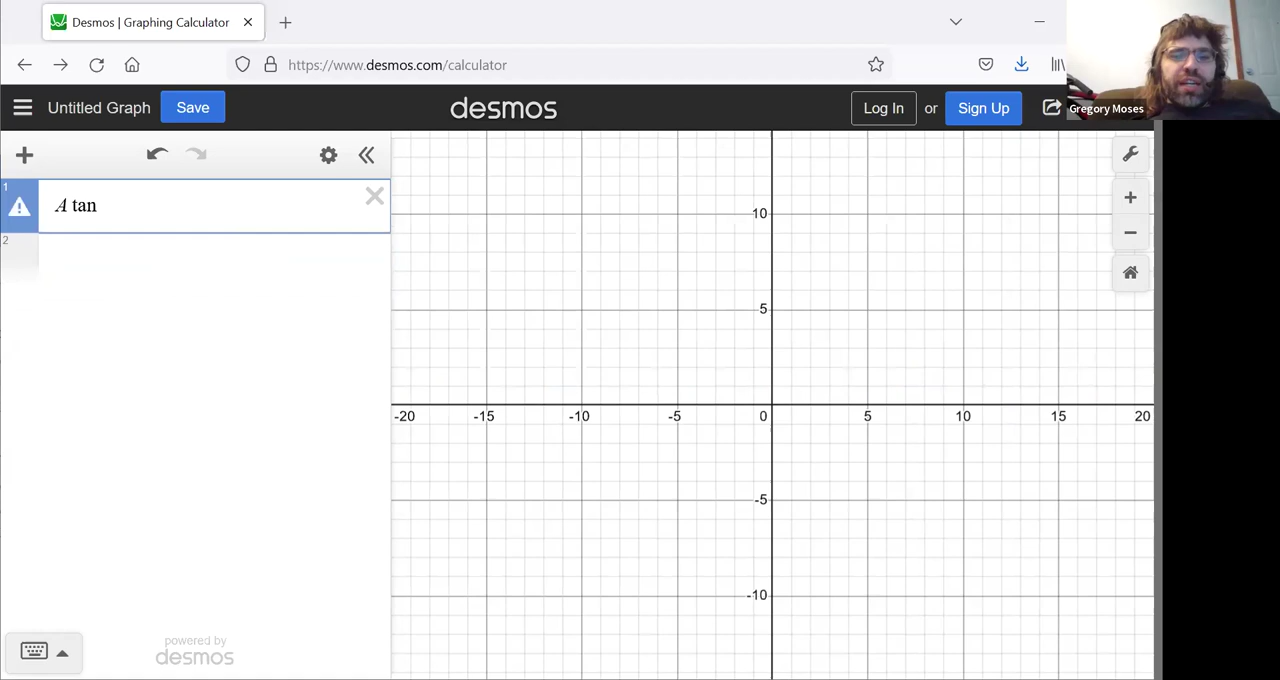 Desmos | Graphing Calculator
https://www.desmos.com/calculator
Gregory Moses
Untitled Graph
Save
desmos
Log In
or
Sign Up
1
A tan
2
10
5
-20 -15 -10 -5 0 5 10 15 20
-5
-10
powered by
desmos